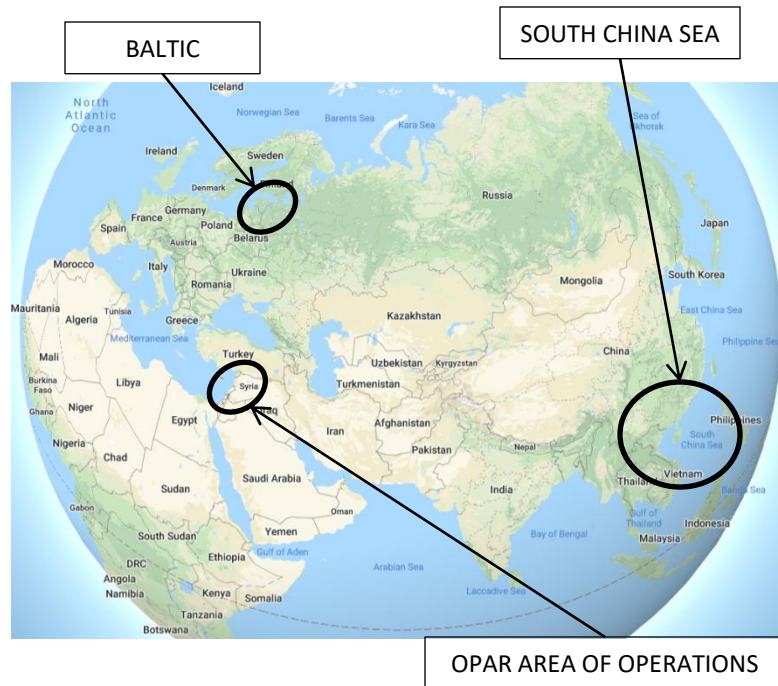 SOUTH CHINA SEA
BALTIC
Iceland
North
Atlantic
Ocean
Norwegian Sea
Barents Sea
Kara Sea
Sea of
Okhotsk
Ireland
Sweden
Denmark
Russia
Germany
Poland
France
Belarus
Spain
Austria
Japan
Ukraine
Italy
Romania
Morocco
Mongolia
South Korea
Mauritania
Algeria
Tunisia
Greece
Kazakhstan
East China Sea
Mediterranean Sea
Philippine Sea
Turkey
Uzbekistan
Kyrgyzstan
China
Mali
Libya
Syria
Turkmenistan
Burkina
Faso
Ghana
Niger
Egypt
Iraq
Iran
Afghanistan
Philippines
Nigeria
Chad
Pakistan
Nepal
South
China Sea
Saudi Arabia
Vietnam
Thailand
Sudan
India
Banda Sea
Gabon
Oman
Gulf of
Thailand
Yemen
Indonesia
South Sudan
Gulf of Aden
Bay of Bengal
Malaysia
Ethiopia
DRC
Arabian Sea
Angola
Namibia
Kenya
Somalia
Laccadive Sea
Tanzania
Botswana
OPAR AREA OF OPERATIONS